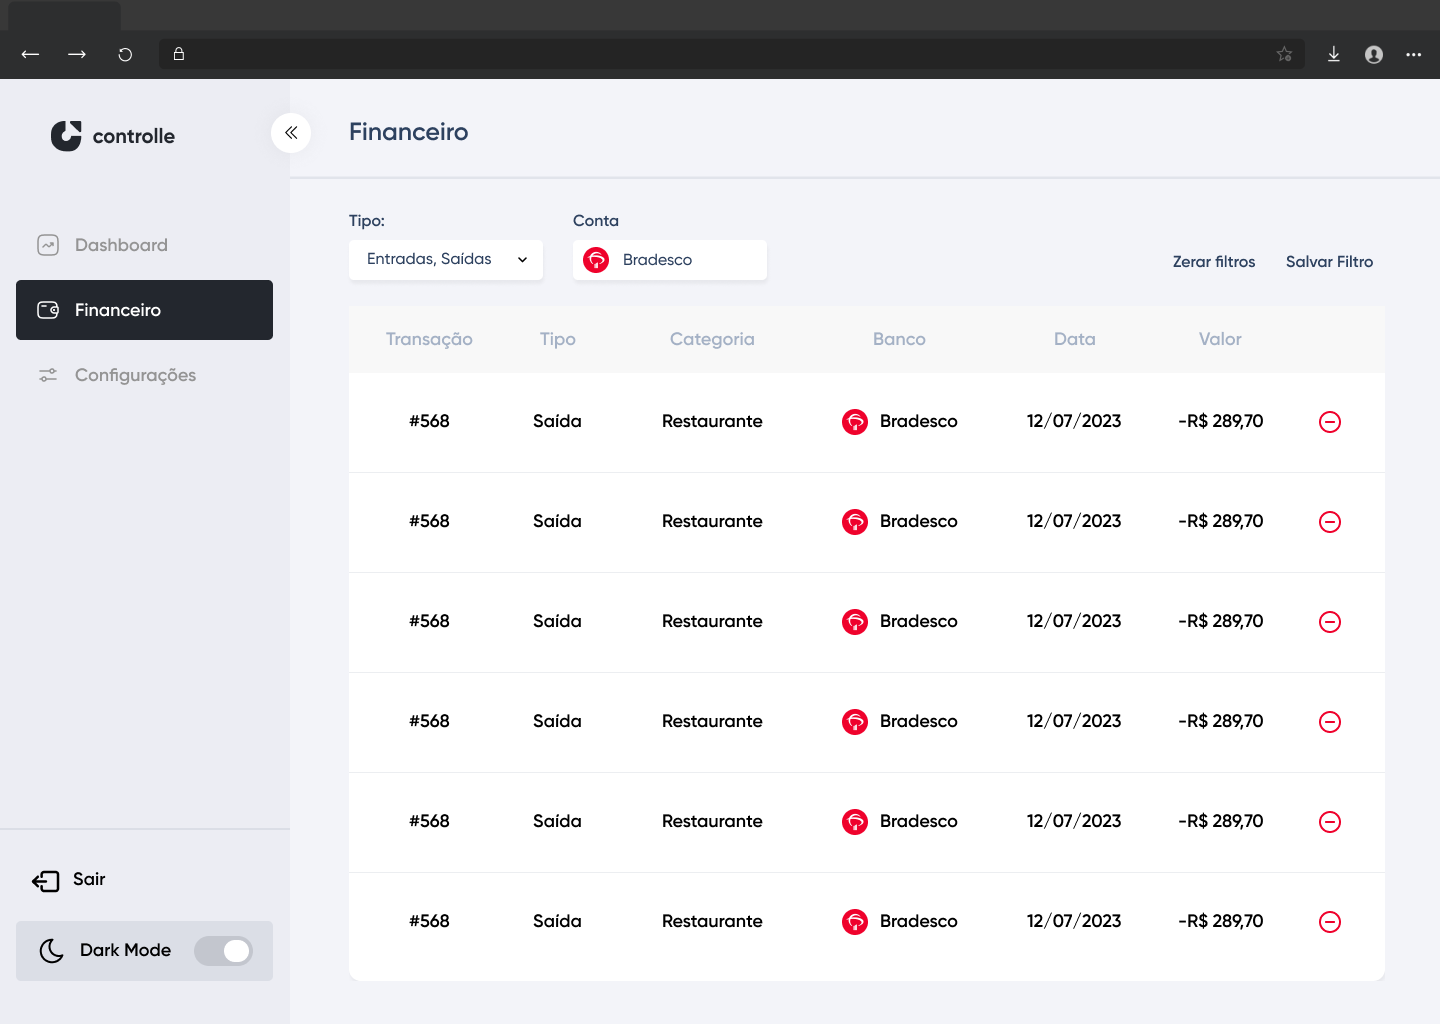 controlle
Financeiro
Dashboard
Financeiro
Configurações
Sair
Dark Mode
Tipo:
Conta
Entradas, Saídas
Bradesco
Zerar filtros
Salvar Filtro
Transação Tipo Categoria Banco Data Valor
#568 Saída Restaurante Bradesco 12/07/2023 -R$ 289,70
#568 Saída Restaurante Bradesco 12/07/2023 -R$ 289,70
#568 Saída Restaurante Bradesco 12/07/2023 -R$ 289,70
#568 Saída Restaurante Bradesco 12/07/2023 -R$ 289,70
#568 Saída Restaurante Bradesco 12/07/2023 -R$ 289,70
#568 Saída Restaurante Bradesco 12/07/2023 -R$ 289,70